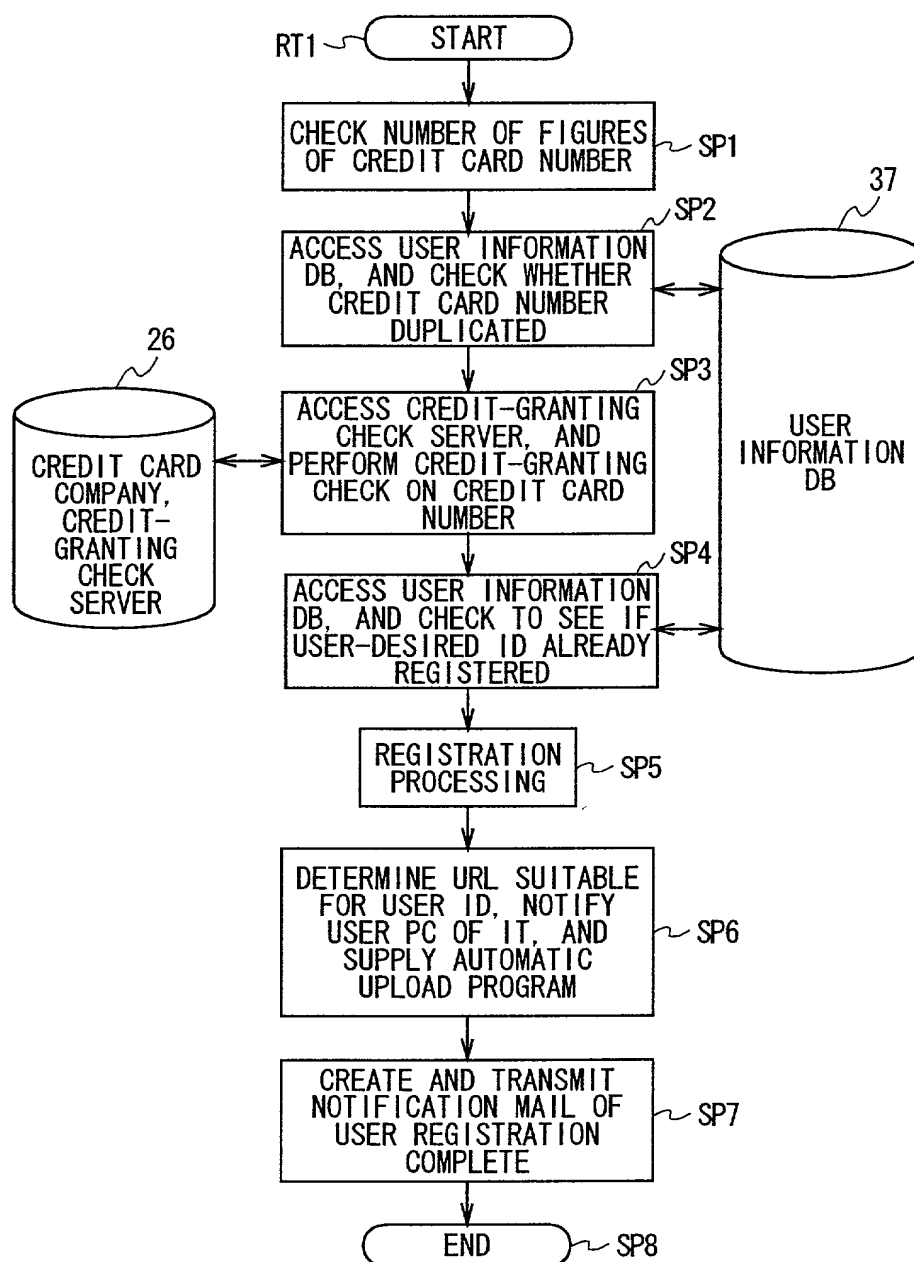 RT1
START
CHECK NUMBER OF FIGURES
OF CREDIT CARD NUMBER
SP1
SP2
37
ACCESS USER INFORMATION
DB, AND CHECK WHETHER
CREDIT CARD NUMBER
DUPLICATED
26
SP3
ACCESS CREDIT-GRANTING
CHECK SERVER, AND
PERFORM CREDIT-GRANTING
CHECK ON CREDIT CARD
NUMBER
CREDIT CARD
COMPANY,
CREDIT-
GRANTING
CHECK
SERVER
USER
INFORMATION
DB
SP4
ACCESS USER INFORMATION
DB, AND CHECK TO SEE IF
USER-DESIRED ID ALREADY
REGISTERED
REGISTRATION
PROCESSING
SP5
DETERMINE URL SUITABLE
FOR USER ID, NOTIFY
USER PC OF IT, AND
SUPPLY AUTOMATIC
UPLOAD PROGRAM
SP6
CREATE AND TRANSMIT
NOTIFICATION MAIL OF
USER REGISTRATION
COMPLETE
SP7
END
SP8